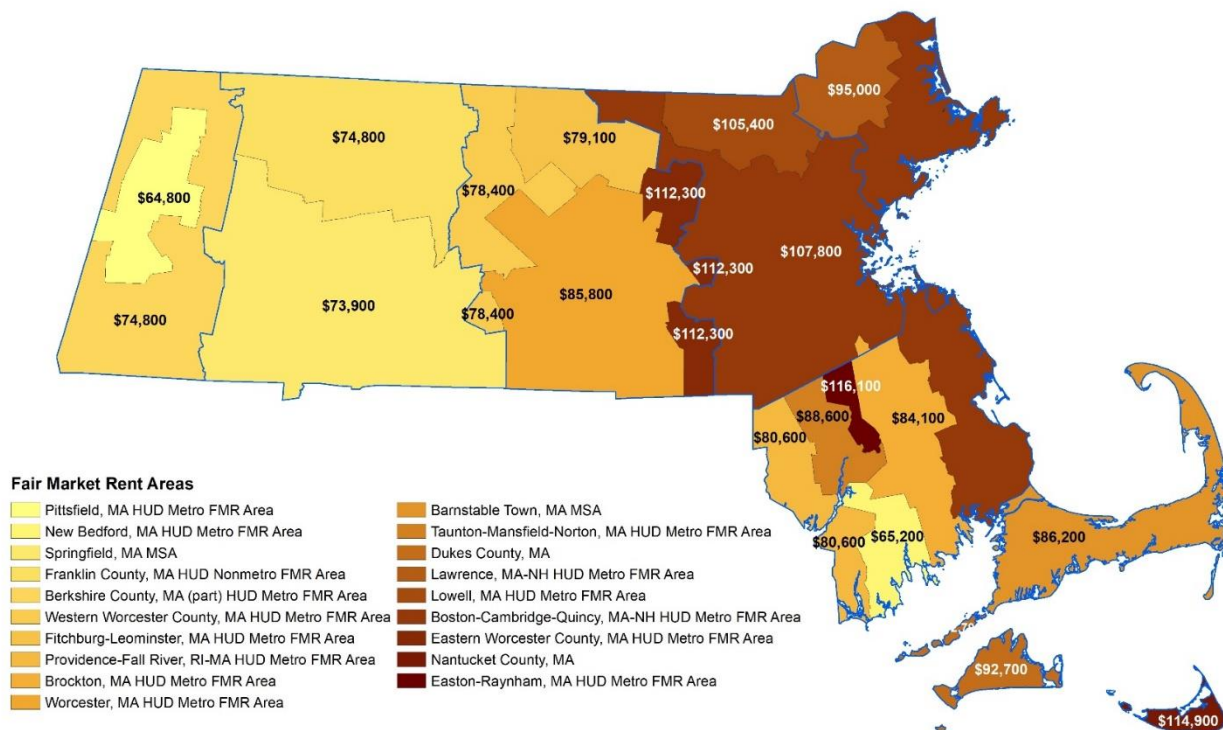 $95,000
$105,400
$74,800
$79,100
$64,800
$78,400
$112,300
$107,800
$112,300
$85,800
$73,900
$78,400
$74,800
$112,300
$116,100
$88,600
$84,100
$80,600
$65,200
$80,600
$86,200
$92,700
$114,900
Fair Market Rent Areas
Pittsfield, MA HUD Metro FMR Area
New Bedford, MA HUD Metro FMR Area
Springfield, MA MSA
Franklin County, MA HUD Nonmetro FMR Area
Berkshire County, MA (part) HUD Metro FMR Area
Western Worcester County, MA HUD Metro FMR Area
Fitchburg-Leominster, MA HUD Metro FMR Area
Providence-Fall River, RI-MA HUD Metro FMR Area
Brockton, MA HUD Metro FMR Area
Worcester, MA HUD Metro FMR Area
Barnstable Town, MA MSA
Taunton-Mansfield-Norton, MA HUD Metro FMR Area
Dukes County, MA
Lawrence, MA-NH HUD Metro FMR Area
Lowell, MA HUD Metro FMR Area
Boston-Cambridge-Quincy, MA-NH HUD Metro FMR Area
Eastern Worcester County, MA HUD Metro FMR Area
Nantucket County, MA
Easton-Raynham, MA HUD Metro FMR Area